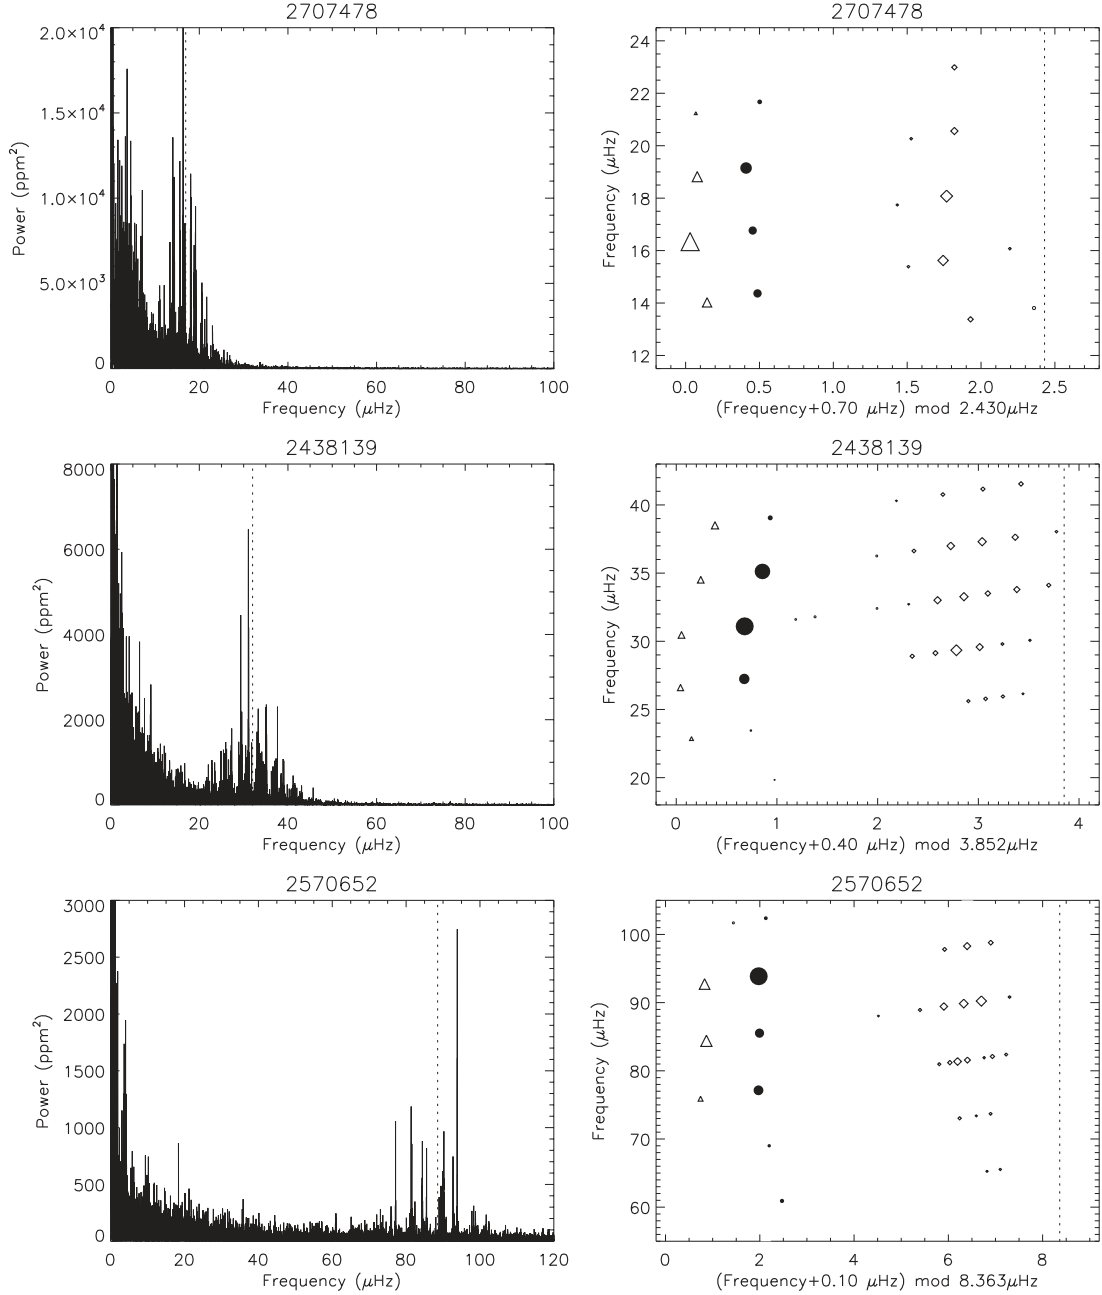 2707478
2.0×10⁴
1.5×10⁴
1.0×10⁴
5.0×10³
0
Power (ppm²)
0 20 40 60 80 100
Frequency (μHz)
2707478
24
22
20
18
16
14
12
Frequency (μHz)
0.0 0.5 1.0 1.5 2.0 2.5
(Frequency+0.70 μHz) mod 2.430μHz
2438139
8000
6000
4000
2000
0
Power (ppm²)
0 20 40 60 80 100
Frequency (μHz)
2438139
40
35
30
25
20
Frequency (μHz)
0 1 2 3 4
(Frequency+0.40 μHz) mod 3.852μHz
2570652
3000
2500
2000
1500
1000
500
0
Power (ppm²)
0 20 40 60 80 100 120
Frequency (μHz)
2570652
100
90
80
70
60
Frequency (μHz)
0 2 4 6 8
(Frequency+0.10 μHz) mod 8.363μHz